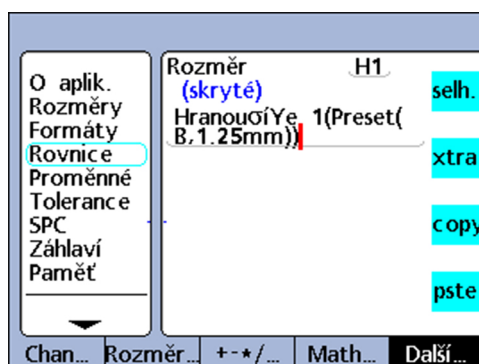 O aplik.
Rozměry
Formáty
Rovnice
Proměnné
Tolerance
SPC
Záhlaví
Paměť
Rozměr H1
(skryté)
HranouσíYe 1(Preset(
B,1.25mm))
selh.
xtra
copy
pste
Chan... Rozměr... +-*/... Math... Další...